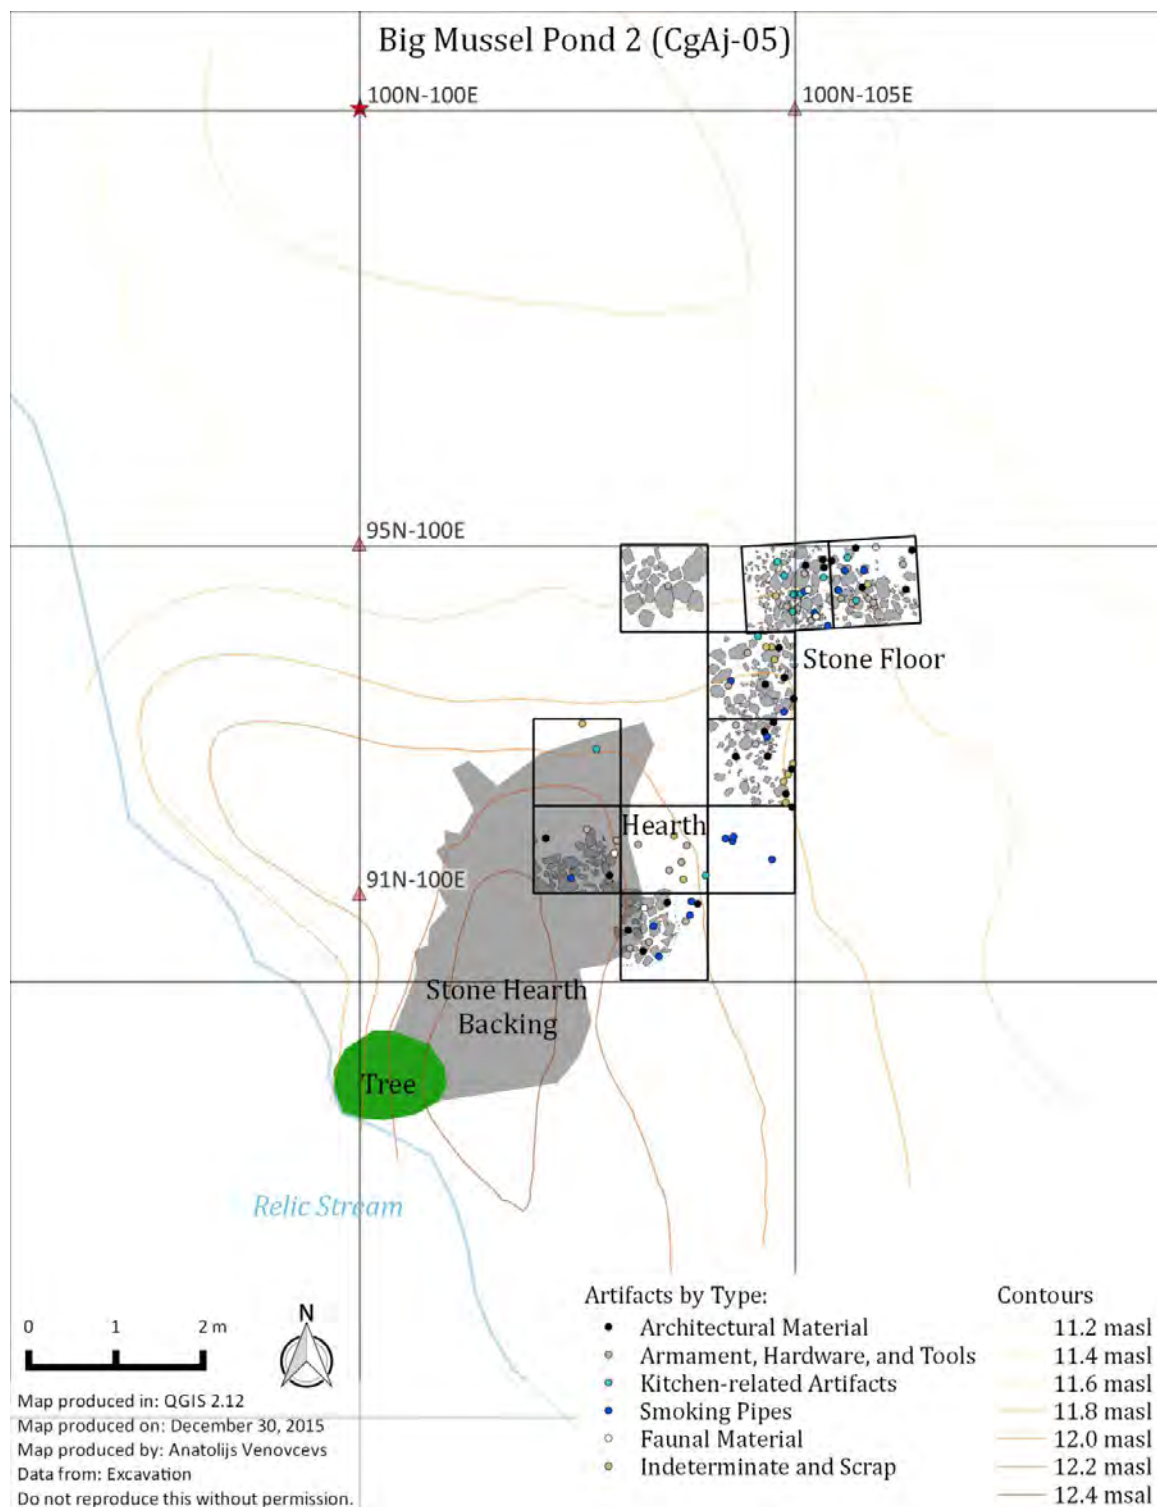 Big Mussel Pond 2 (CgAj-05)
100N-100E
100N-105E
95N-100E
Stone Floor
Hearth
91N-100E
Stone Hearth
Backing
Tree
Relic Stream
0 1 2 m
N
Map produced in: QGIS 2.12
Map produced on: December 30, 2015
Map produced by: Anatolijs Venovcevs
Data from: Excavation
Do not reproduce this without permission.
Artifacts by Type:
Architectural Material
Armament, Hardware, and Tools
Kitchen-related Artifacts
Smoking Pipes
Faunal Material
Indeterminate and Scrap
Contours
11.2 masl
11.4 masl
11.6 masl
11.8 masl
12.0 masl
12.2 masl
12.4 msal